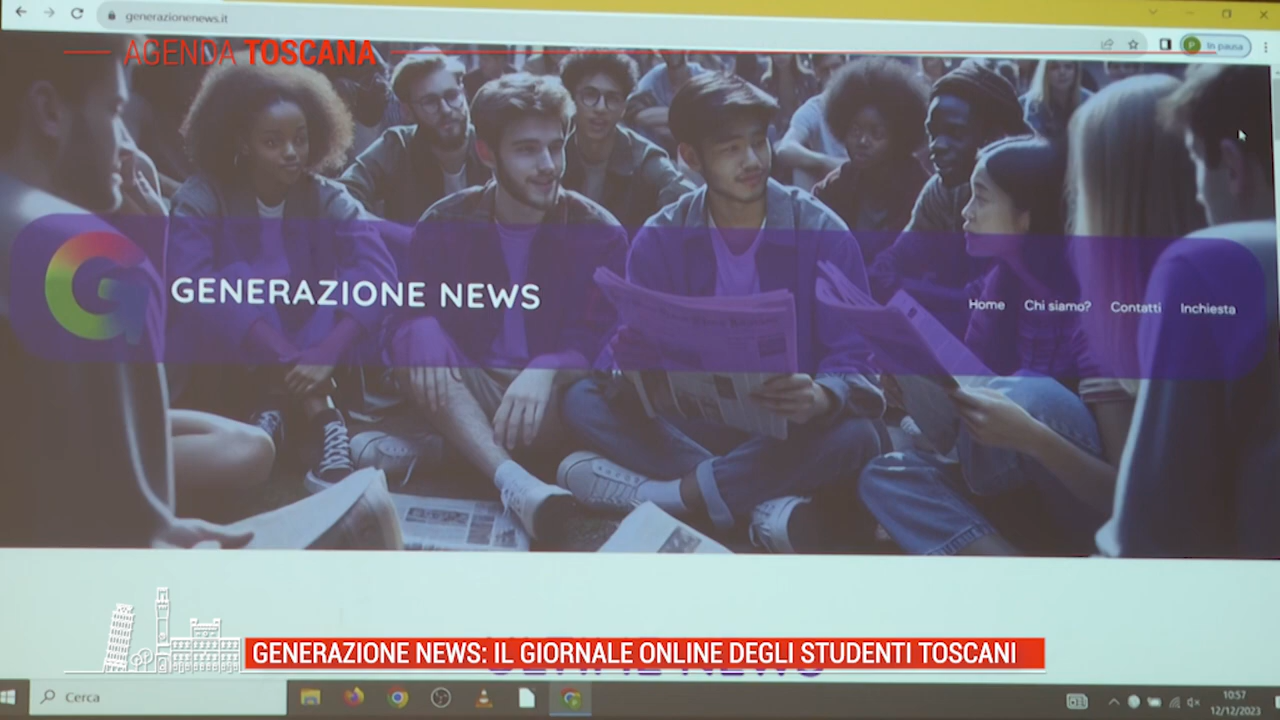 generazionenews.it
AGENDA TOSCANA
In pausa
GENERAZIONE NEWS
Home Chi siamo? Contatti Inchiesta
GENERAZIONE NEWS: IL GIORNALE ONLINE DEGLI STUDENTI TOSCANI
Cerca
10:57
12/12/2023